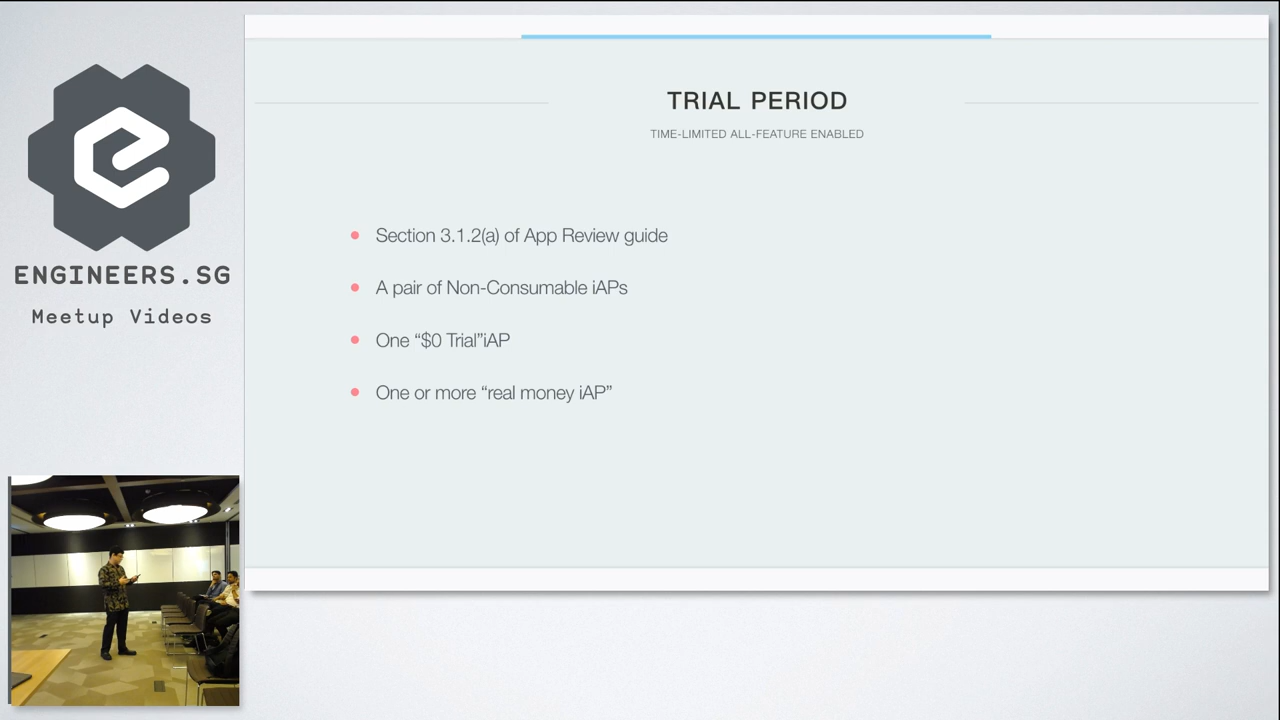 ENGINEERS.SG
Meetup Videos
TRIAL PERIOD
TIME-LIMITED ALL-FEATURE ENABLED
Section 3.1.2(a) of App Review guide
A pair of Non-Consumable iAPs
One “$0 Trial”iAP
One or more “real money iAP”